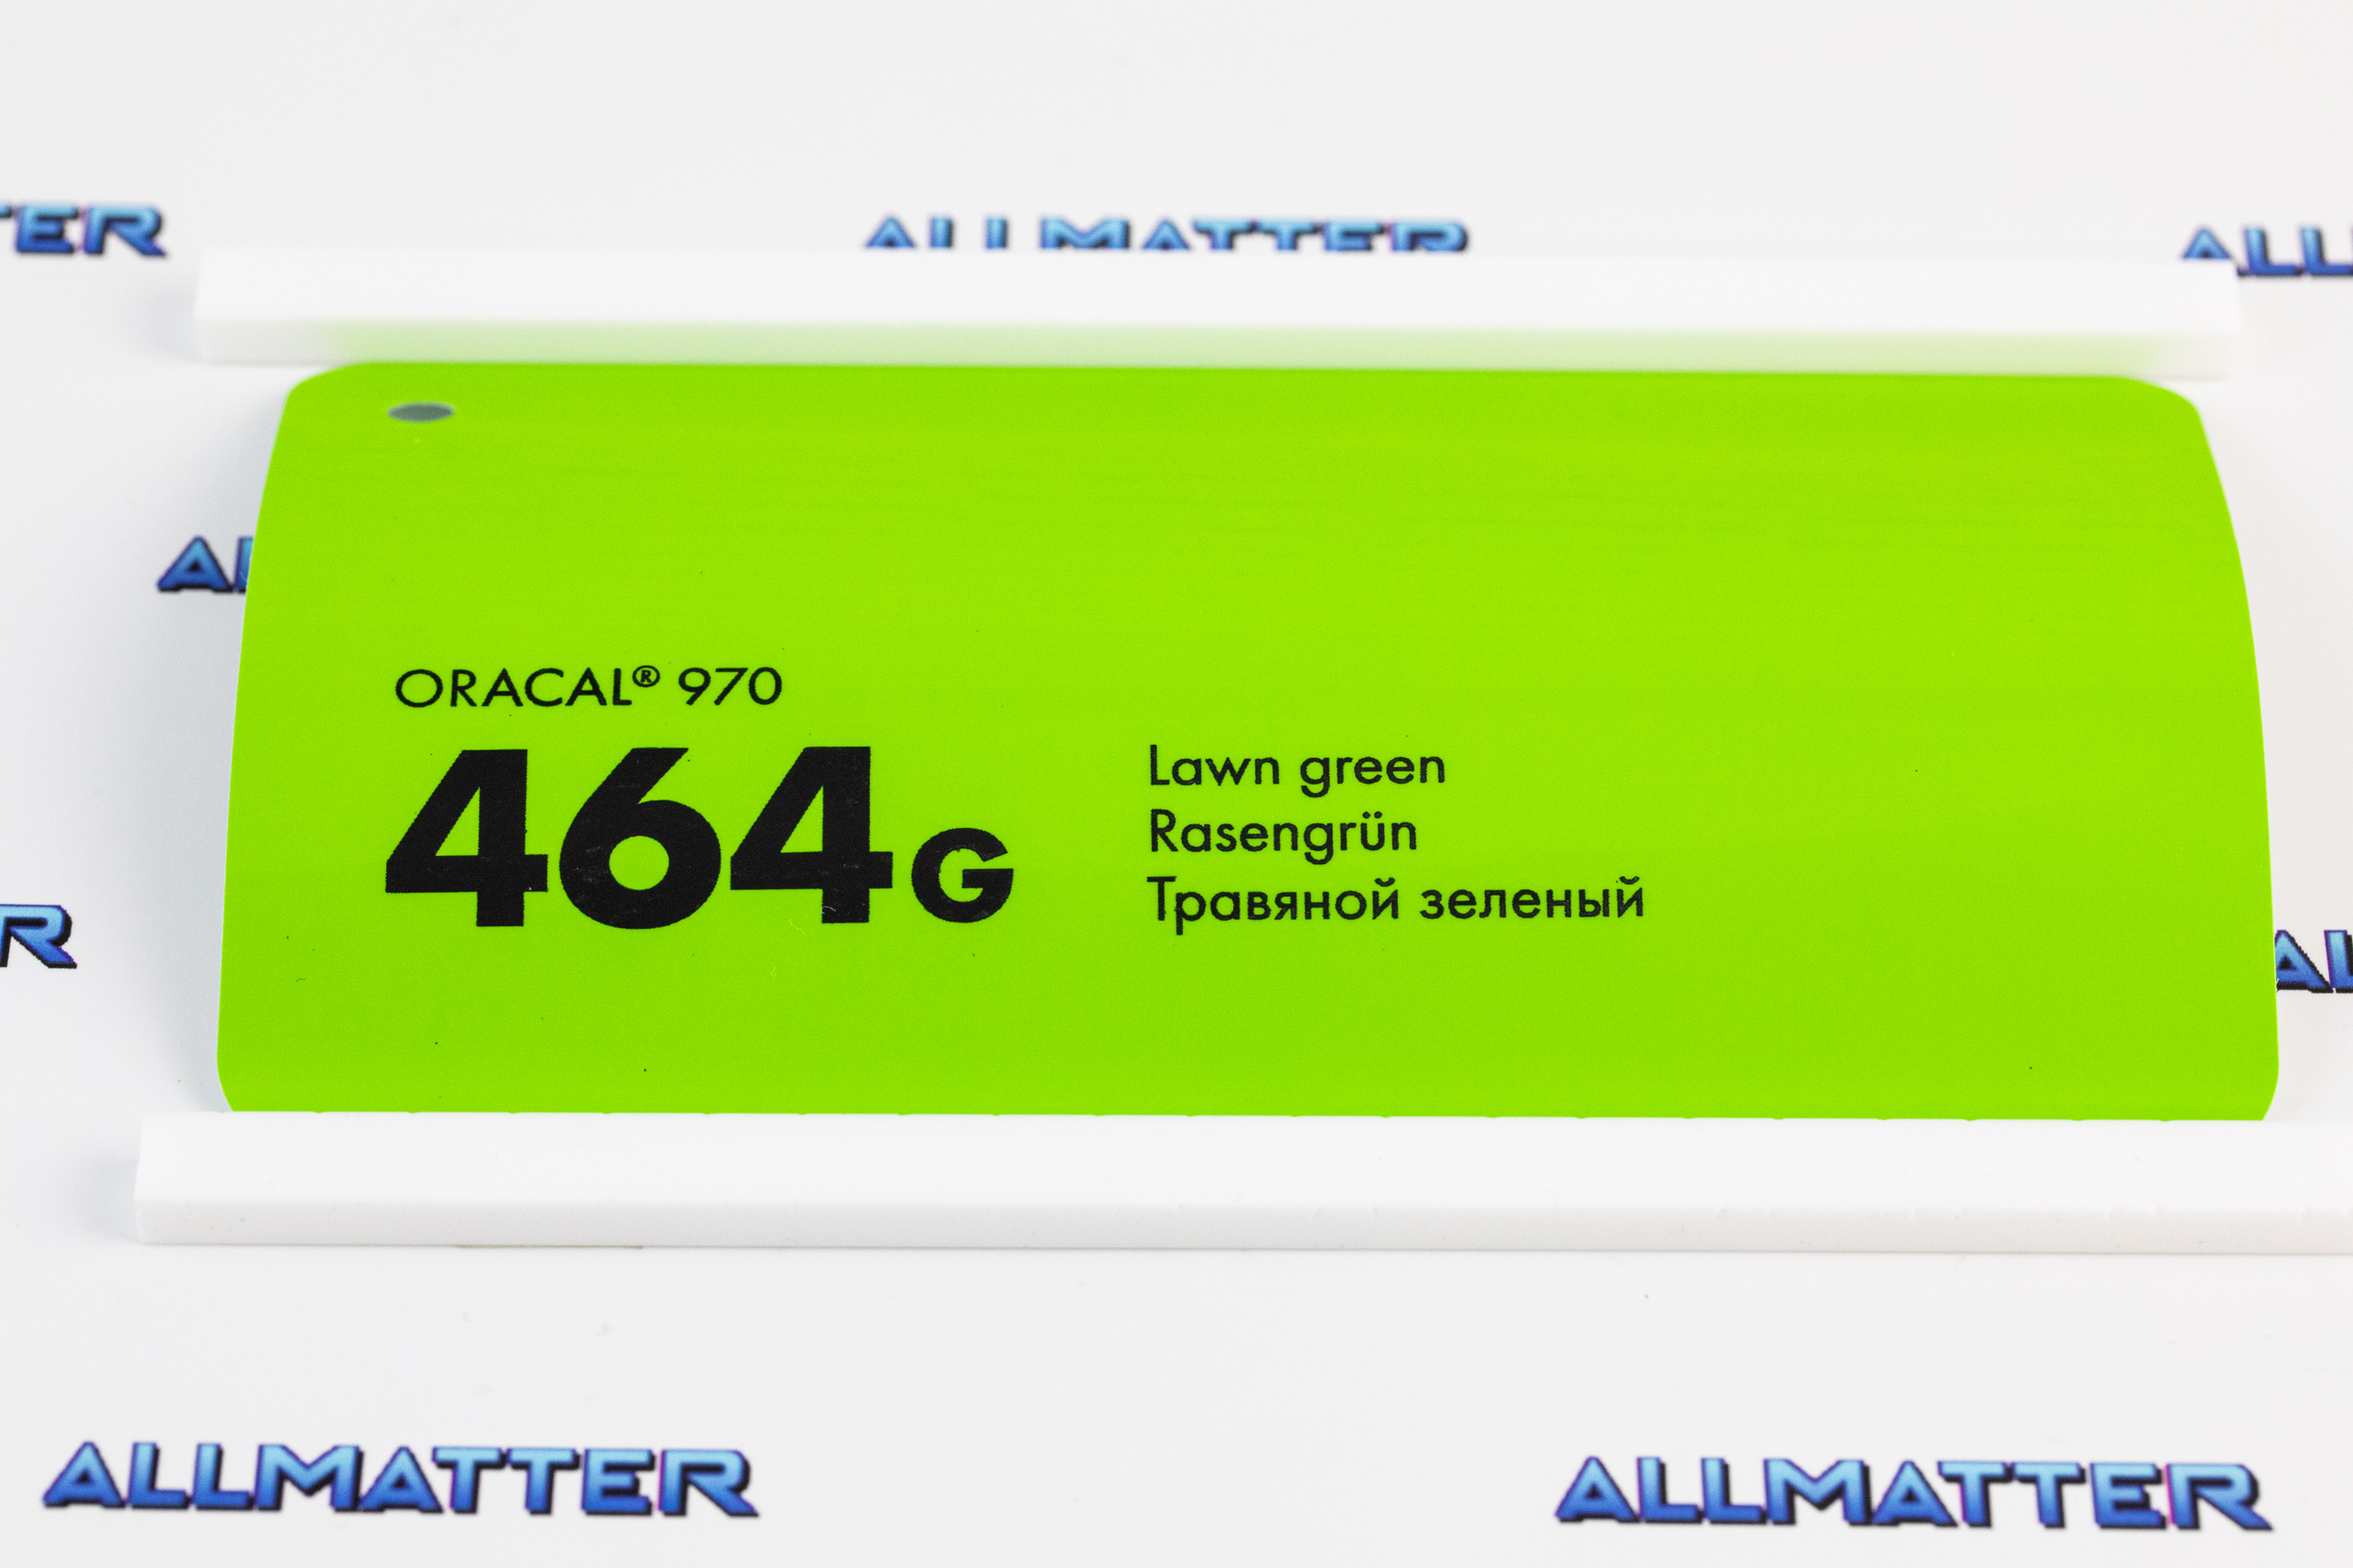 ALLMATTER
ORACAL® 970
464G
Lawn green
Rasengrün
Травяной зеленый
ALLMATTER
ALLMATTER